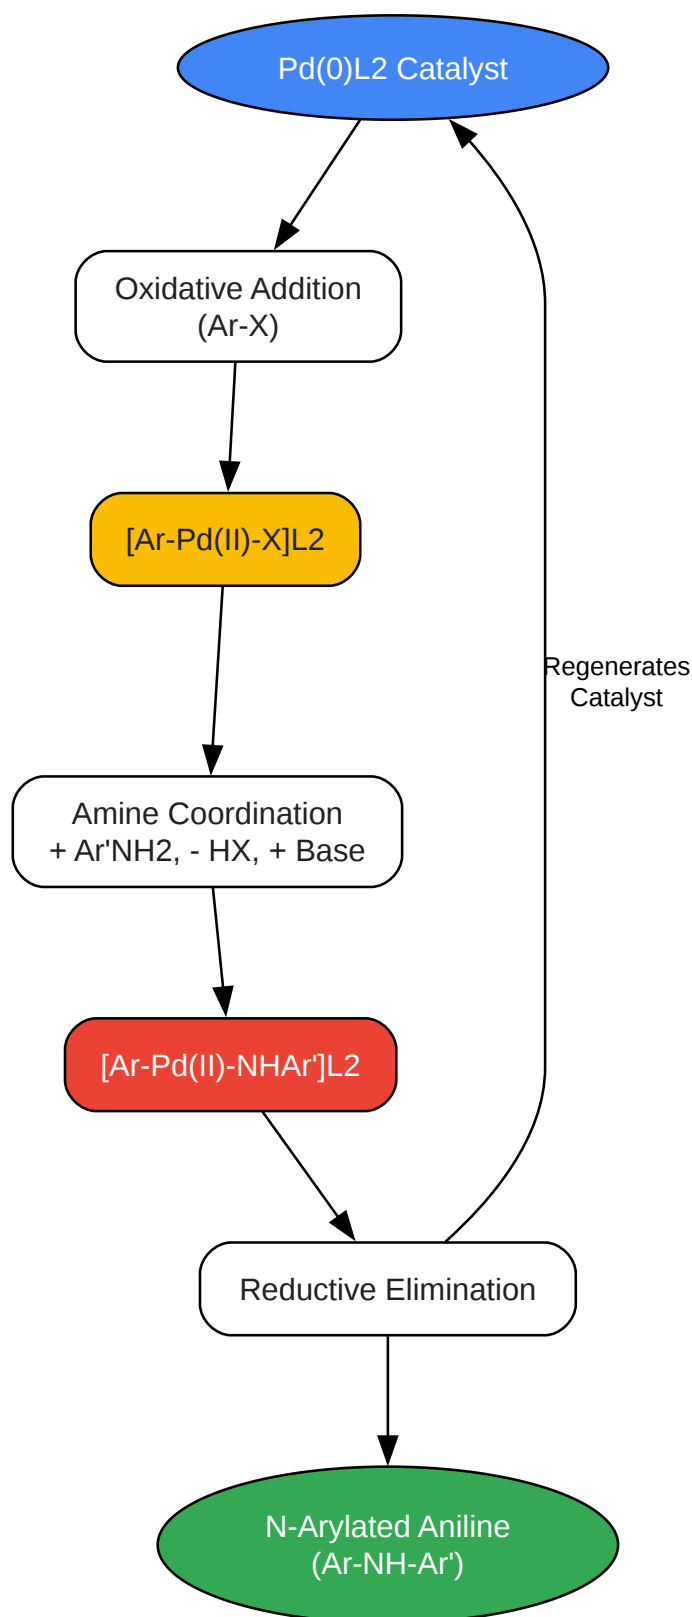 Pd(0)L2 Catalyst
Oxidative Addition
(Ar-X)
[Ar-Pd(II)-X]L2
Regenerates
Catalyst
Amine Coordination
+ Ar'NH2, - HX, + Base
[Ar-Pd(II)-NHAr']L2
Reductive Elimination
N-Arylated Aniline
(Ar-NH-Ar')